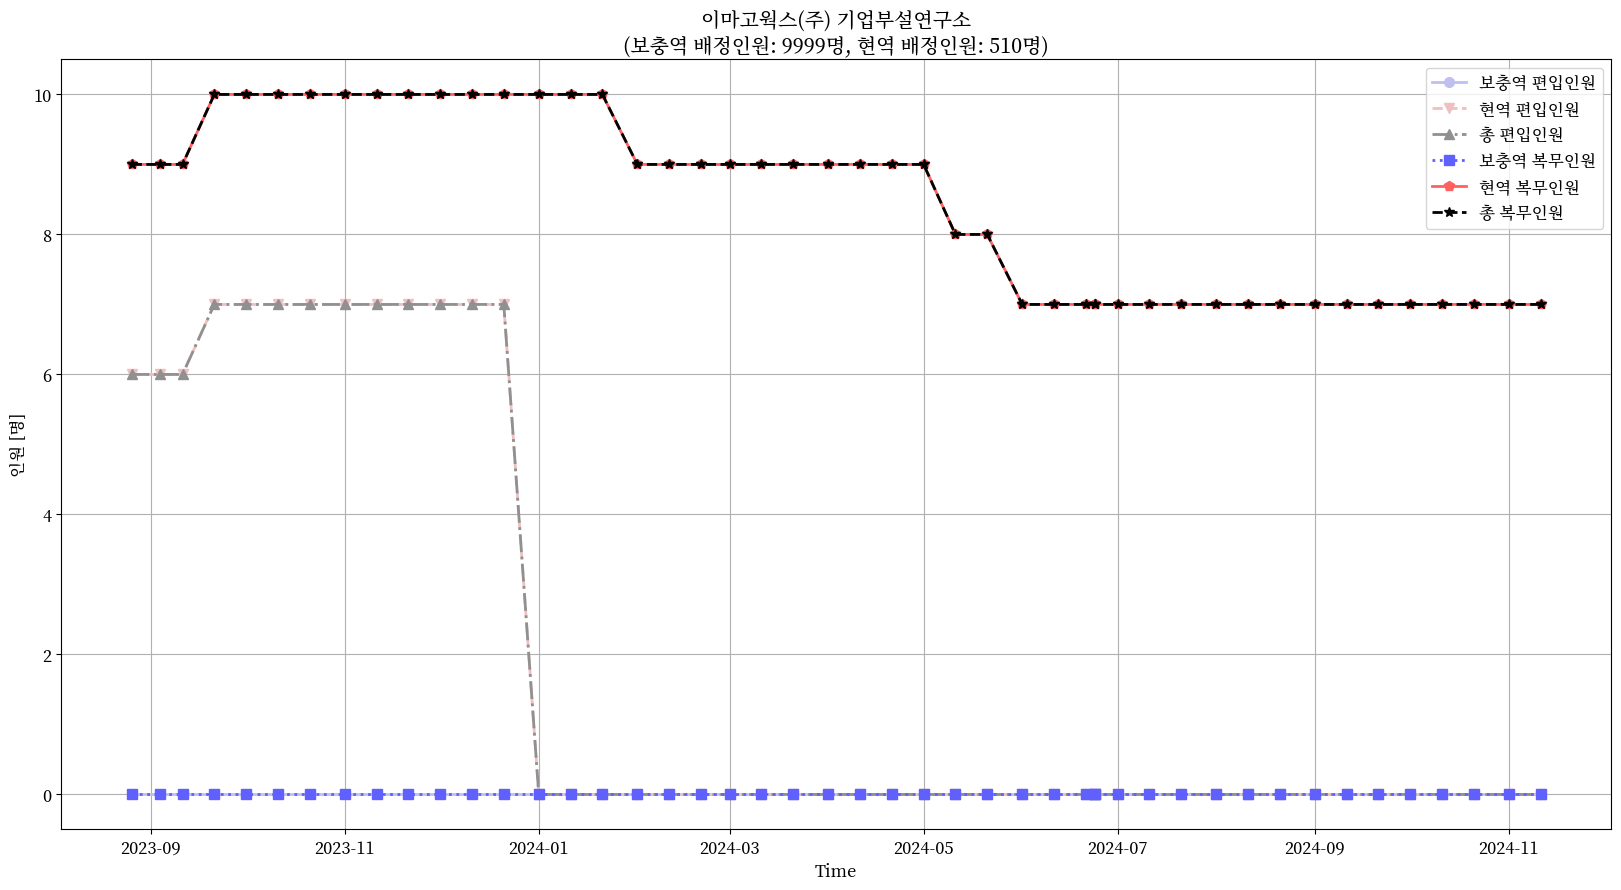 이마고웍스(주) 기업부설연구소
(보충역 배정인원: 9999명, 현역 배정인원: 510명)
보충역 편입인원
현역 편입인원
총 편입인원
보충역 복무인원
현역 복무인원
총 복무인원
인원 [명]
10
8
6
4
2
0
2023-09
2023-11
2024-01
2024-03
2024-05
2024-07
2024-09
2024-11
Time